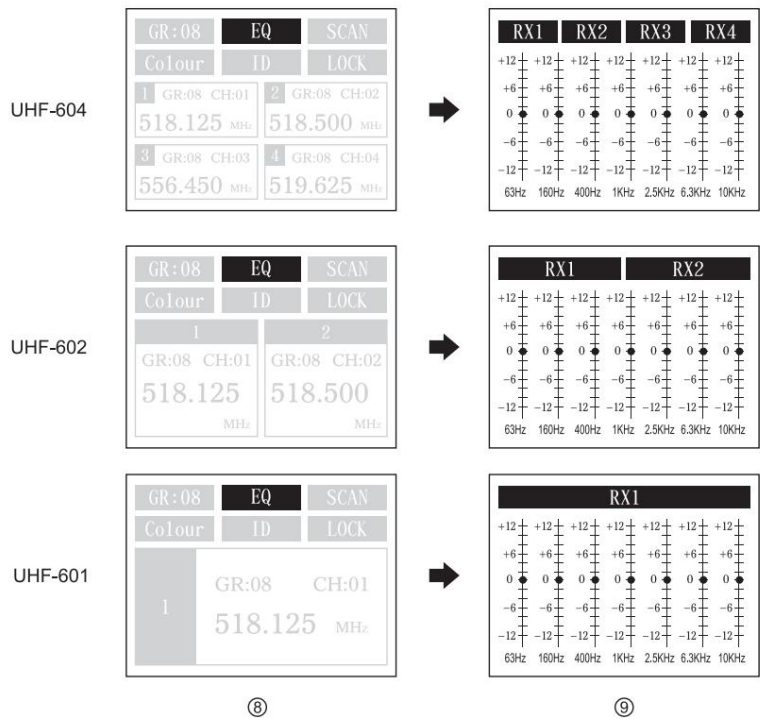 GR:08 EQ SCAN
Colour ID LOCK
1 GR:08 CH:01 2 GR:08 CH:02
518.125 MHz 518.500 MHz
3 GR:08 CH:03 4 GR:08 CH:04
556.450 MHz 519.625 MHz
UHF-604
RX1 RX2 RX3 RX4
+12 +12 +12 +12 +12 +12 +12
+6 +6 +6 +6 +6 +6 +6
0 0 0 0 0 0 0
-6 -6 -6 -6 -6 -6 -6
-12 -12 -12 -12 -12 -12 -12
63Hz 160Hz 400Hz 1KHz 2.5KHz 6.3KHz 10KHz
GR:08 EQ SCAN
Colour ID LOCK
1 2
GR:08 CH:01 GR:08 CH:02
518.125 518.500
MHz MHz
UHF-602
RX1 RX2
+12 +12 +12 +12 +12 +12 +12
+6 +6 +6 +6 +6 +6 +6
0 0 0 0 0 0 0
-6 -6 -6 -6 -6 -6 -6
-12 -12 -12 -12 -12 -12 -12
63Hz 160Hz 400Hz 1KHz 2.5KHz 6.3KHz 10KHz
GR:08 EQ SCAN
Colour ID LOCK
1 GR:08 CH:01
518.125 MHz
UHF-601
RX1
+12 +12 +12 +12 +12 +12 +12
+6 +6 +6 +6 +6 +6 +6
0 0 0 0 0 0 0
-6 -6 -6 -6 -6 -6 -6
-12 -12 -12 -12 -12 -12 -12
63Hz 160Hz 400Hz 1KHz 2.5KHz 6.3KHz 10KHz
⑧ ⑨